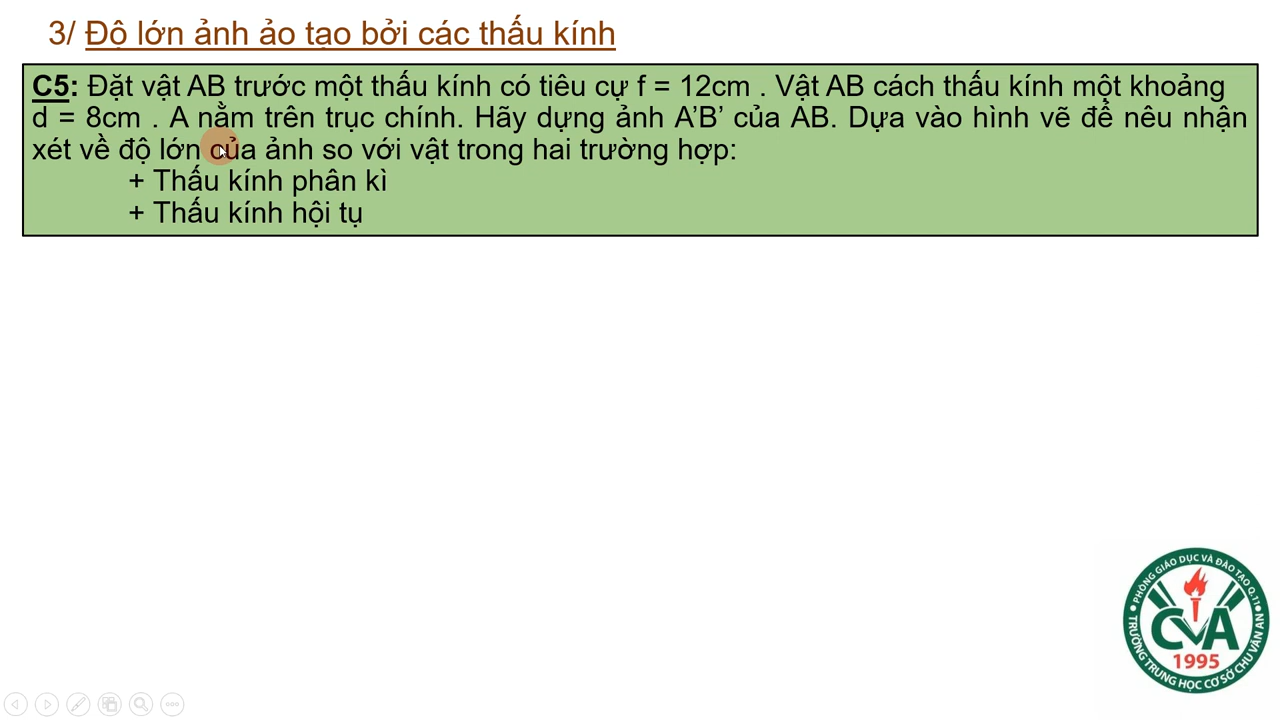 3/ Độ lớn ảnh ảo tạo bởi các thấu kính
C5: Đặt vật AB trước một thấu kính có tiêu cự f = 12cm . Vật AB cách thấu kính một khoảng
d = 8cm . A nằm trên trục chính. Hãy dựng ảnh A’B’ của AB. Dựa vào hình vẽ để nêu nhận
xét về độ lớn của ảnh so với vật trong hai trường hợp:
+ Thấu kính phân kì
+ Thấu kính hội tụ
PHÒNG GIÁO DỤC VÀ ĐÀO TẠO Q.11
CVA
1995
TRƯỜNG TRUNG HỌC CƠ SỞ CHU VĂN AN